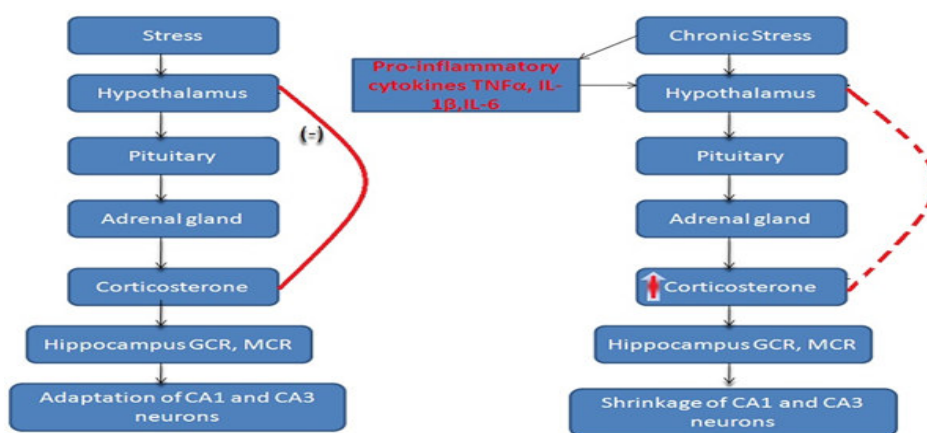 Stress
Hypothalamus
(-)
Pituitary
Adrenal gland
Corticosterone
Hippocampus GCR, MCR
Adaptation of CA1 and CA3
neurons
Chronic Stress
Pro-inflammatory
cytokines TNFα, IL-
1β,IL-6
Hypothalamus
Pituitary
Adrenal gland
Corticosterone
Hippocampus GCR, MCR
Shrinkage of CA1 and CA3
neurons